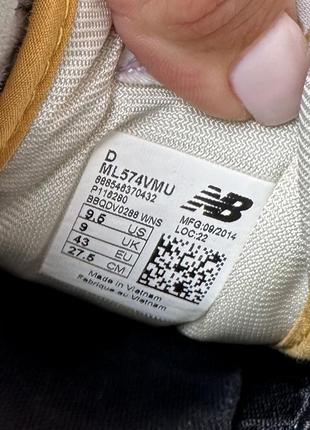 D
ML574VMU
888546370432
P116280
BBQDV0288 WNS
9.5 US
9 UK
43 EU
27.5 CM
Made in Vietnam
Fabriqué au Vietnam
NB
MFG:09/2014
LOC:22